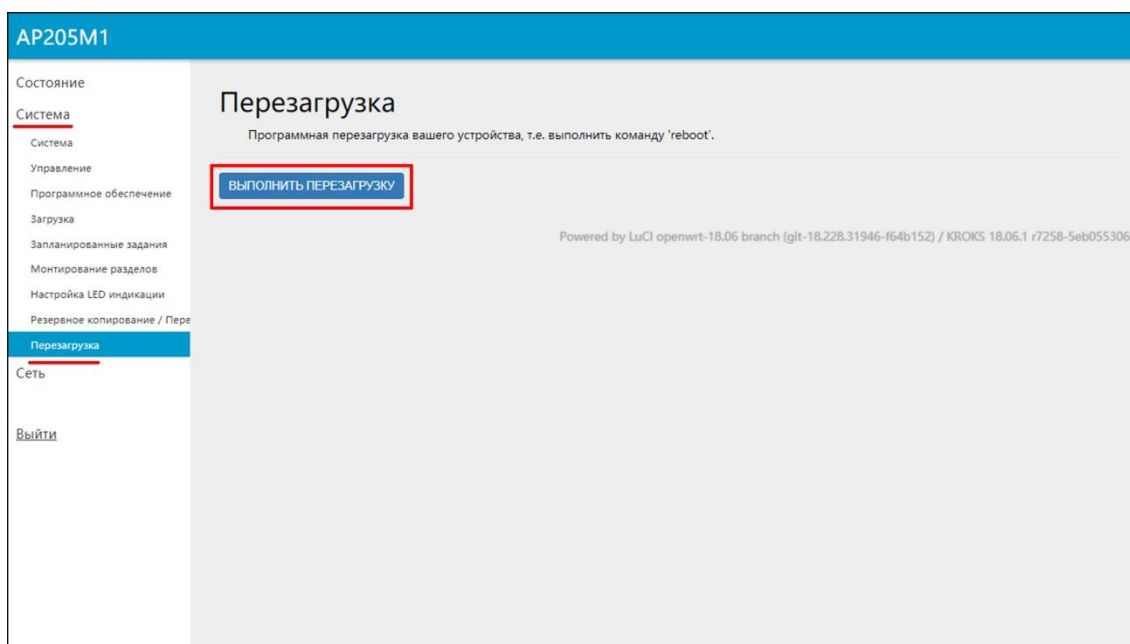 AP205M1
Состояние
Система
Система
Управление
Программное обеспечение
Загрузка
Запланированные задания
Монтирование разделов
Настройка LED индикации
Резервное копирование / Пере
Перезагрузка
Сеть
Выйти
Перезагрузка
Программная перезагрузка вашего устройства, т.е. выполнить команду 'reboot'.
ВЫПОЛНИТЬ ПЕРЕЗАГРУЗКУ
Powered by LuCI openwrt-18.06 branch (git-18.228.31946-f64b152) / KROKS 18.06.1 r7258-5eb055306